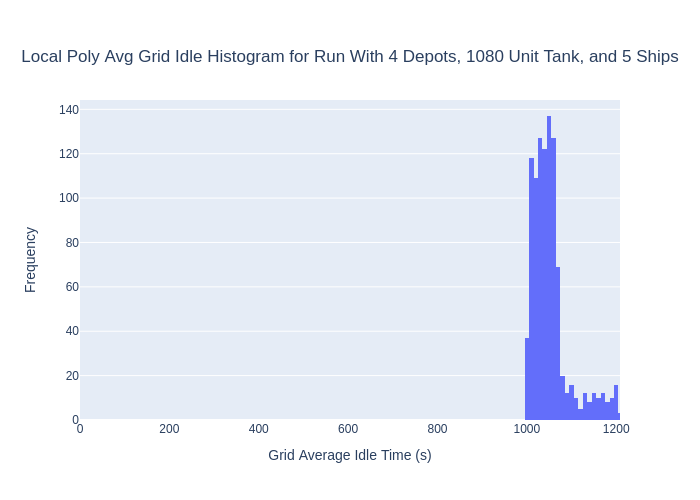 Local Poly Avg Grid Idle Histogram for Run With 4 Depots, 1080 Unit Tank, and 5 Ships
140
120
100
80
60
40
20
0
Frequency
0 200 400 600 800 1000 1200
Grid Average Idle Time (s)